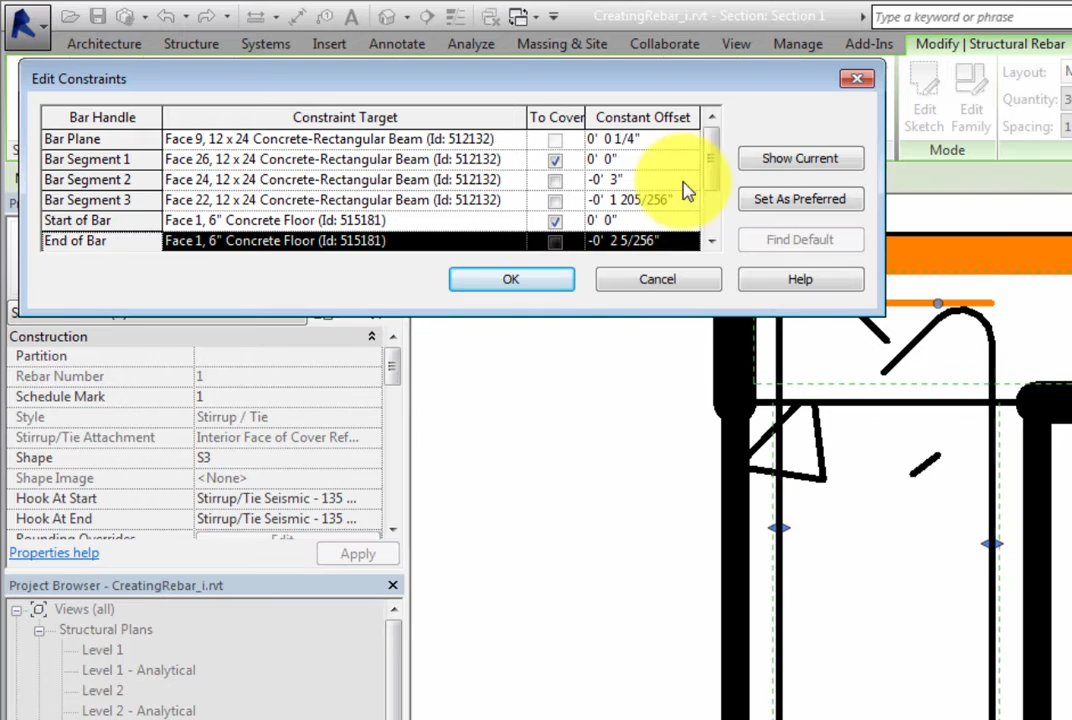 CreatingRebar_i.rvt - Section: Section 1
Type a keyword or phrase
Architecture Structure Systems Insert Annotate Analyze Massing & Site Collaborate View Manage Add-Ins Modify | Structural Rebar
Edit Constraints
Bar Handle Constraint Target To Cover Constant Offset
Bar Plane Face 9, 12 x 24 Concrete-Rectangular Beam (Id: 512132) 0' 0 1/4"
Bar Segment 1 Face 26, 12 x 24 Concrete-Rectangular Beam (Id: 512132) 0' 0"
Bar Segment 2 Face 24, 12 x 24 Concrete-Rectangular Beam (Id: 512132) -0' 3"
Bar Segment 3 Face 22, 12 x 24 Concrete-Rectangular Beam (Id: 512132) -0' 1 205/256"
Start of Bar Face 1, 6" Concrete Floor (Id: 515181) 0' 0"
End of Bar Face 1, 6" Concrete Floor (Id: 515181) -0' 2 5/256"
Show Current
Set As Preferred
Find Default
OK Cancel Help
Edit Sketch
Edit Family
Layout:
Quantity: 3
Spacing: 1
Mode
Construction
Partition
Rebar Number 1
Schedule Mark 1
Style Stirrup / Tie
Stirrup/Tie Attachment Interior Face of Cover Ref...
Shape S3
Shape Image <None>
Hook At Start Stirrup/Tie Seismic - 135 ...
Hook At End Stirrup/Tie Seismic - 135 ...
Properties help Apply
Project Browser - CreatingRebar_i.rvt
Views (all)
Structural Plans
Level 1
Level 1 - Analytical
Level 2
Level 2 - Analytical